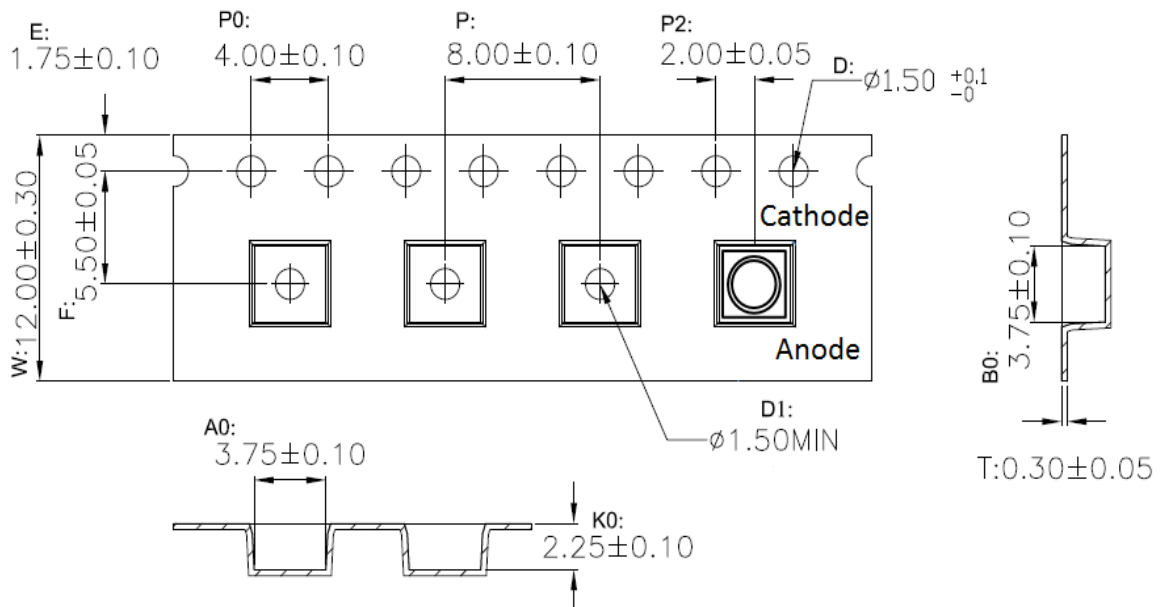 E:
1.75±0.10
P0:
4.00±0.10
P:
8.00±0.10
P2:
2.00±0.05
D:
⌀1.50 +0.1 -0
W:12.00±0.30
F:
5.50±0.05
Cathode
Anode
B0:
3.75±0.10
D1:
⌀1.50MIN
T:0.30±0.05
A0:
3.75±0.10
K0:
2.25±0.10